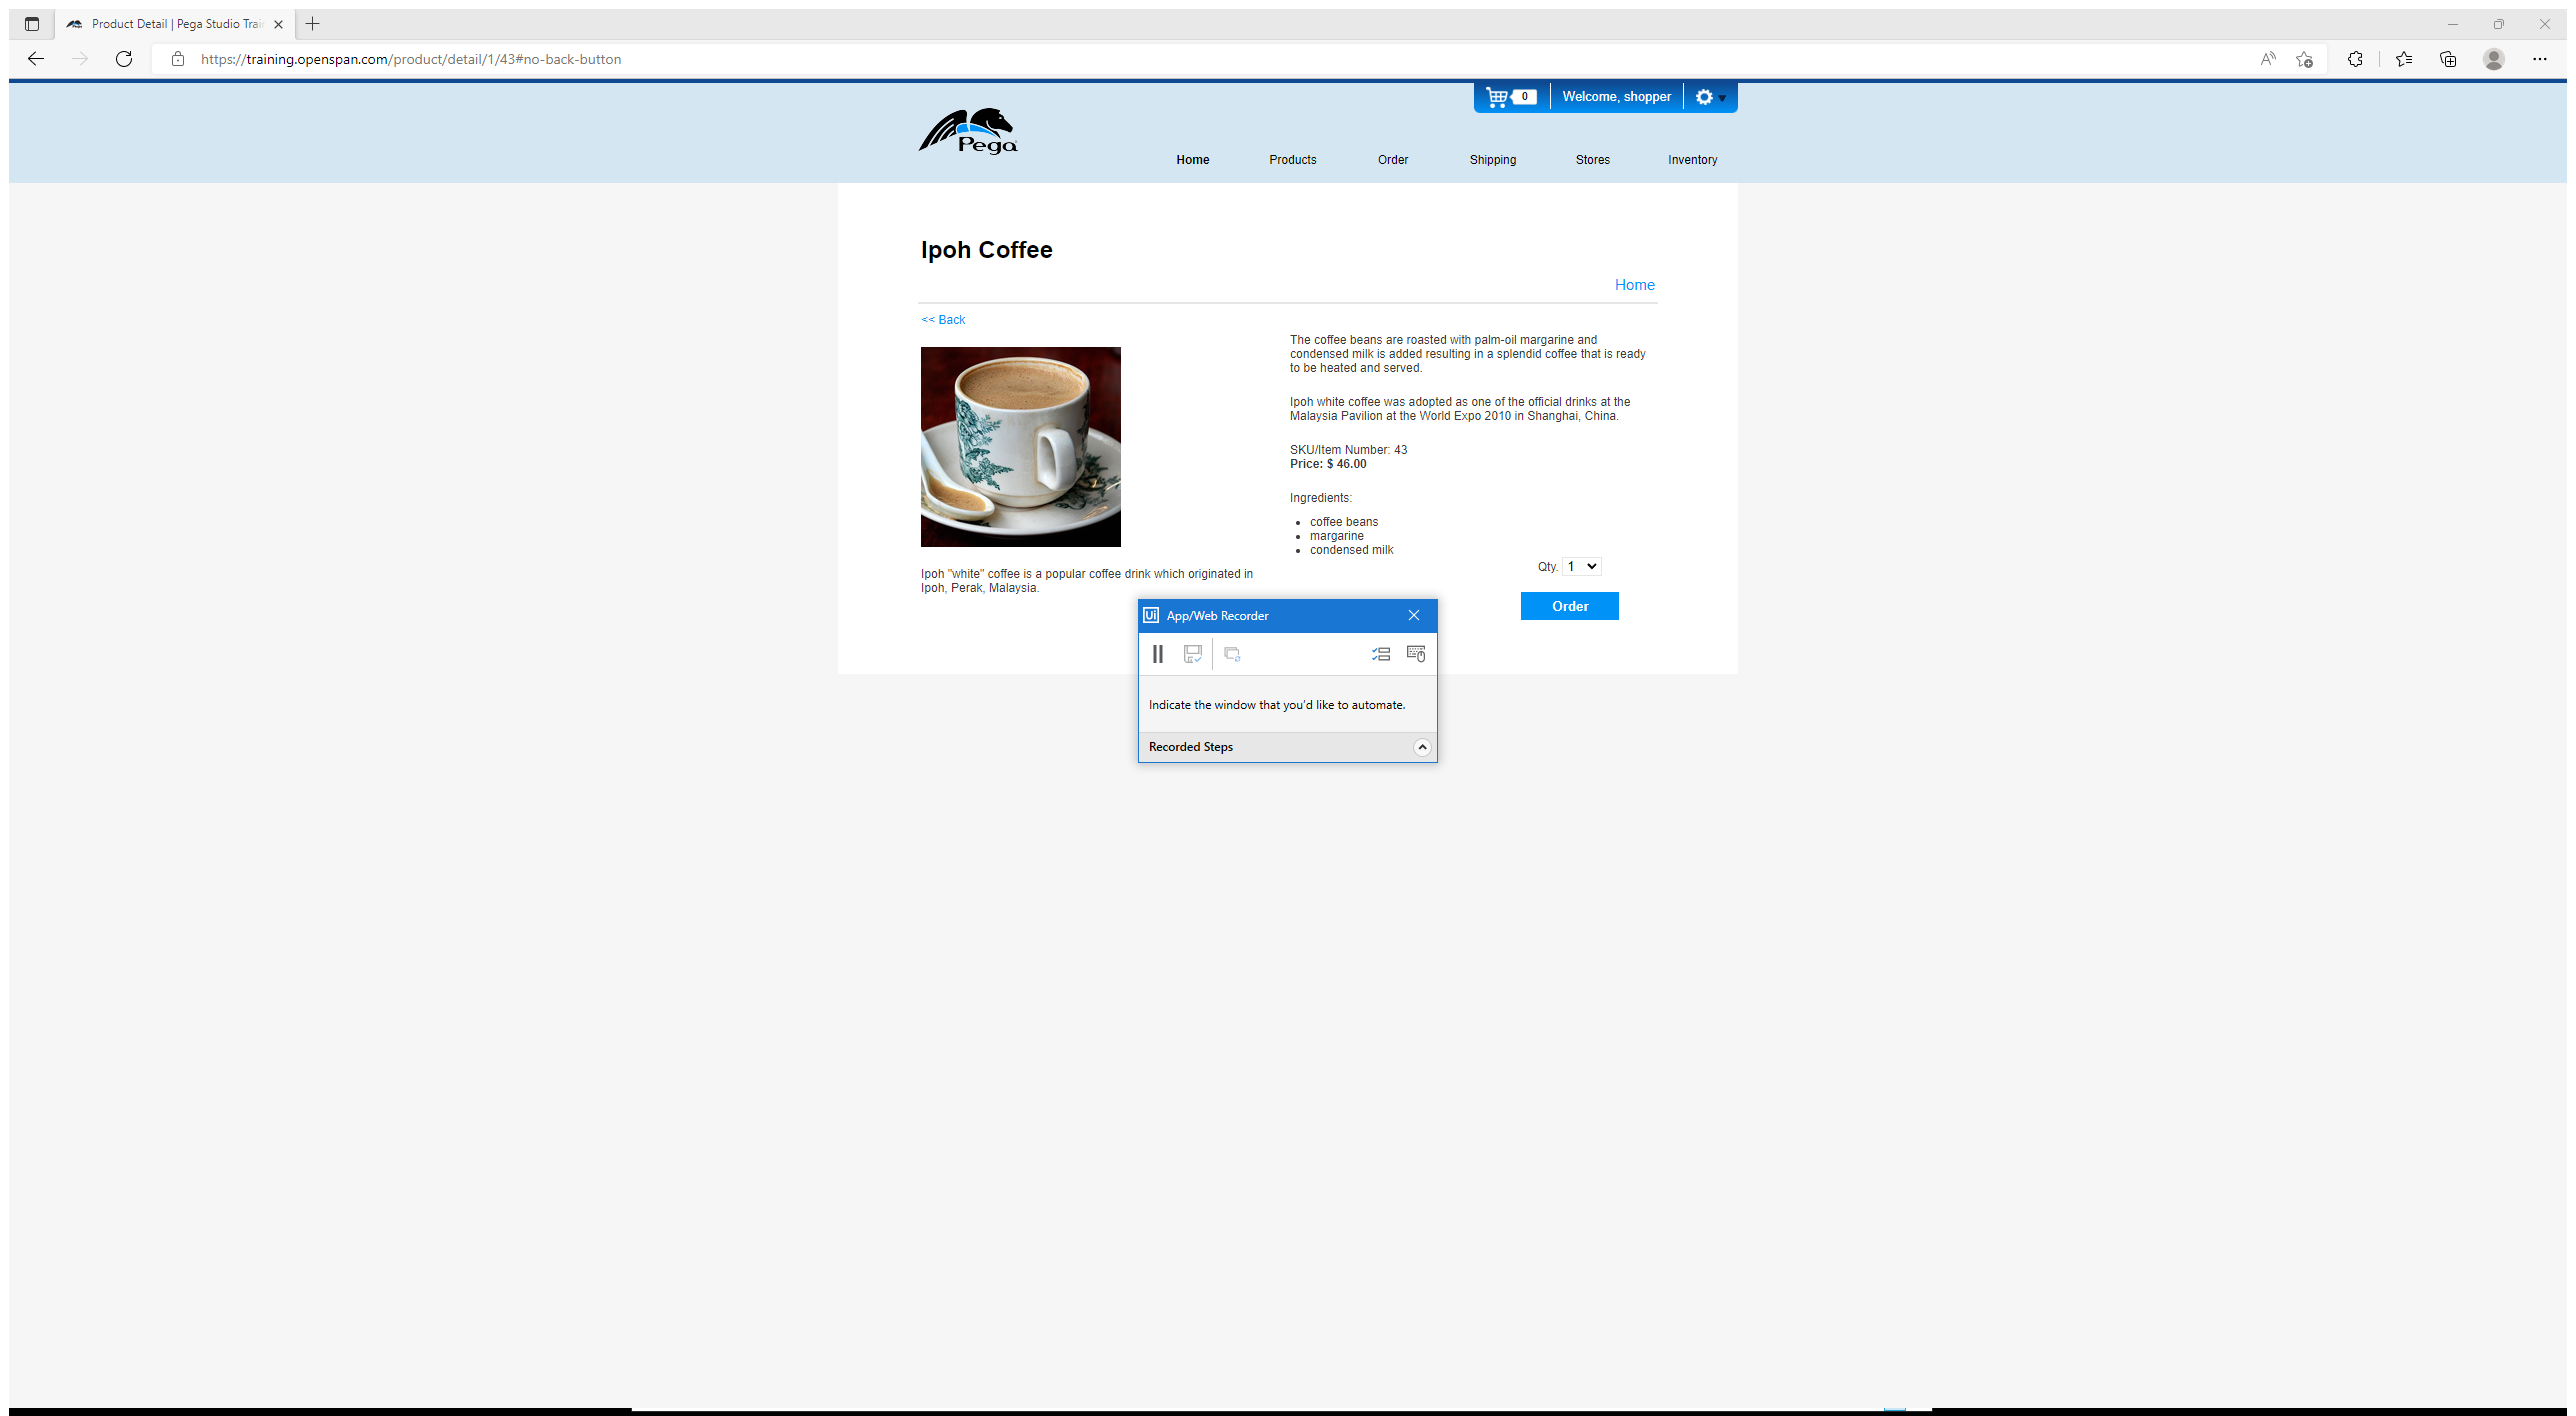 Product Detail | Pega Studio Trai
https://training.openspan.com/product/detail/1/43#no-back-button
0
Welcome, shopper
Pega
Home
Products
Order
Shipping
Stores
Inventory
Ipoh Coffee
Home
<< Back
The coffee beans are roasted with palm-oil margarine and
condensed milk is added resulting in a splendid coffee that is ready
to be heated and served.
Ipoh white coffee was adopted as one of the official drinks at the
Malaysia Pavilion at the World Expo 2010 in Shanghai, China.
SKU/Item Number: 43
Price: $ 46.00
Ingredients:
coffee beans
margarine
condensed milk
Qty. 1
Order
Ipoh "white" coffee is a popular coffee drink which originated in
Ipoh, Perak, Malaysia.
Ui App/Web Recorder
Indicate the window that you'd like to automate.
Recorded Steps